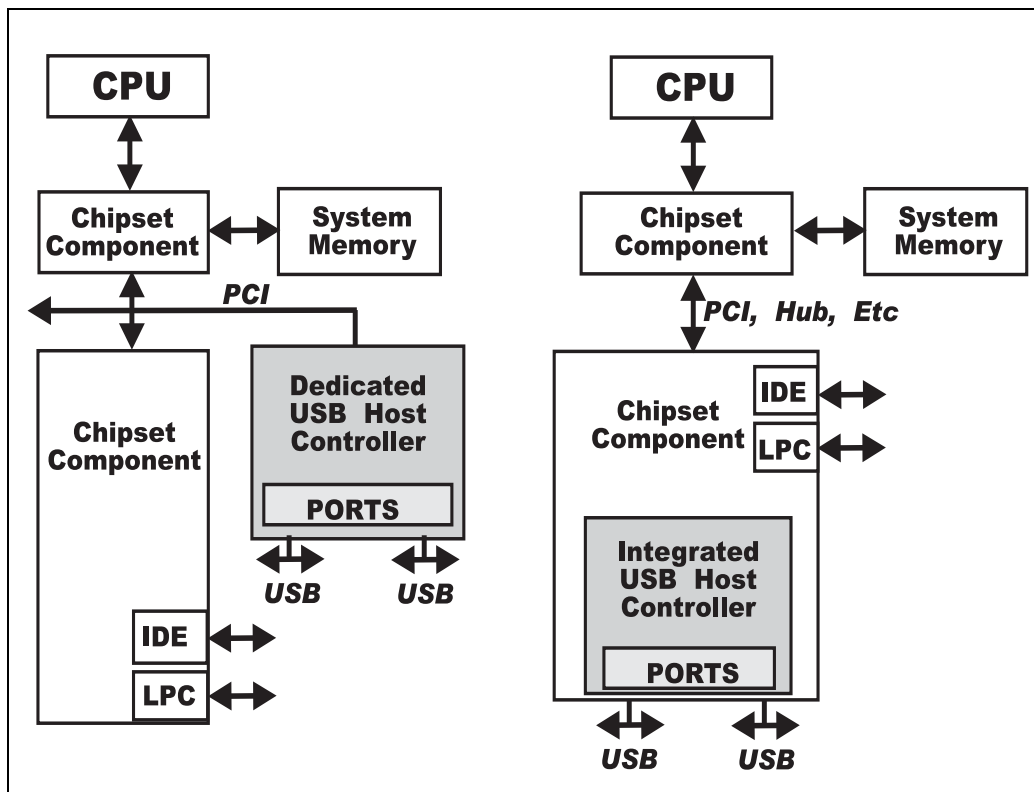 CPU
Chipset
Component
System
Memory
PCI
Chipset
Component
Dedicated
USB Host
Controller
PORTS
USB
USB
IDE
LPC
CPU
Chipset
Component
System
Memory
PCI, Hub, Etc
Chipset
Component
IDE
LPC
Integrated
USB Host
Controller
PORTS
USB
USB